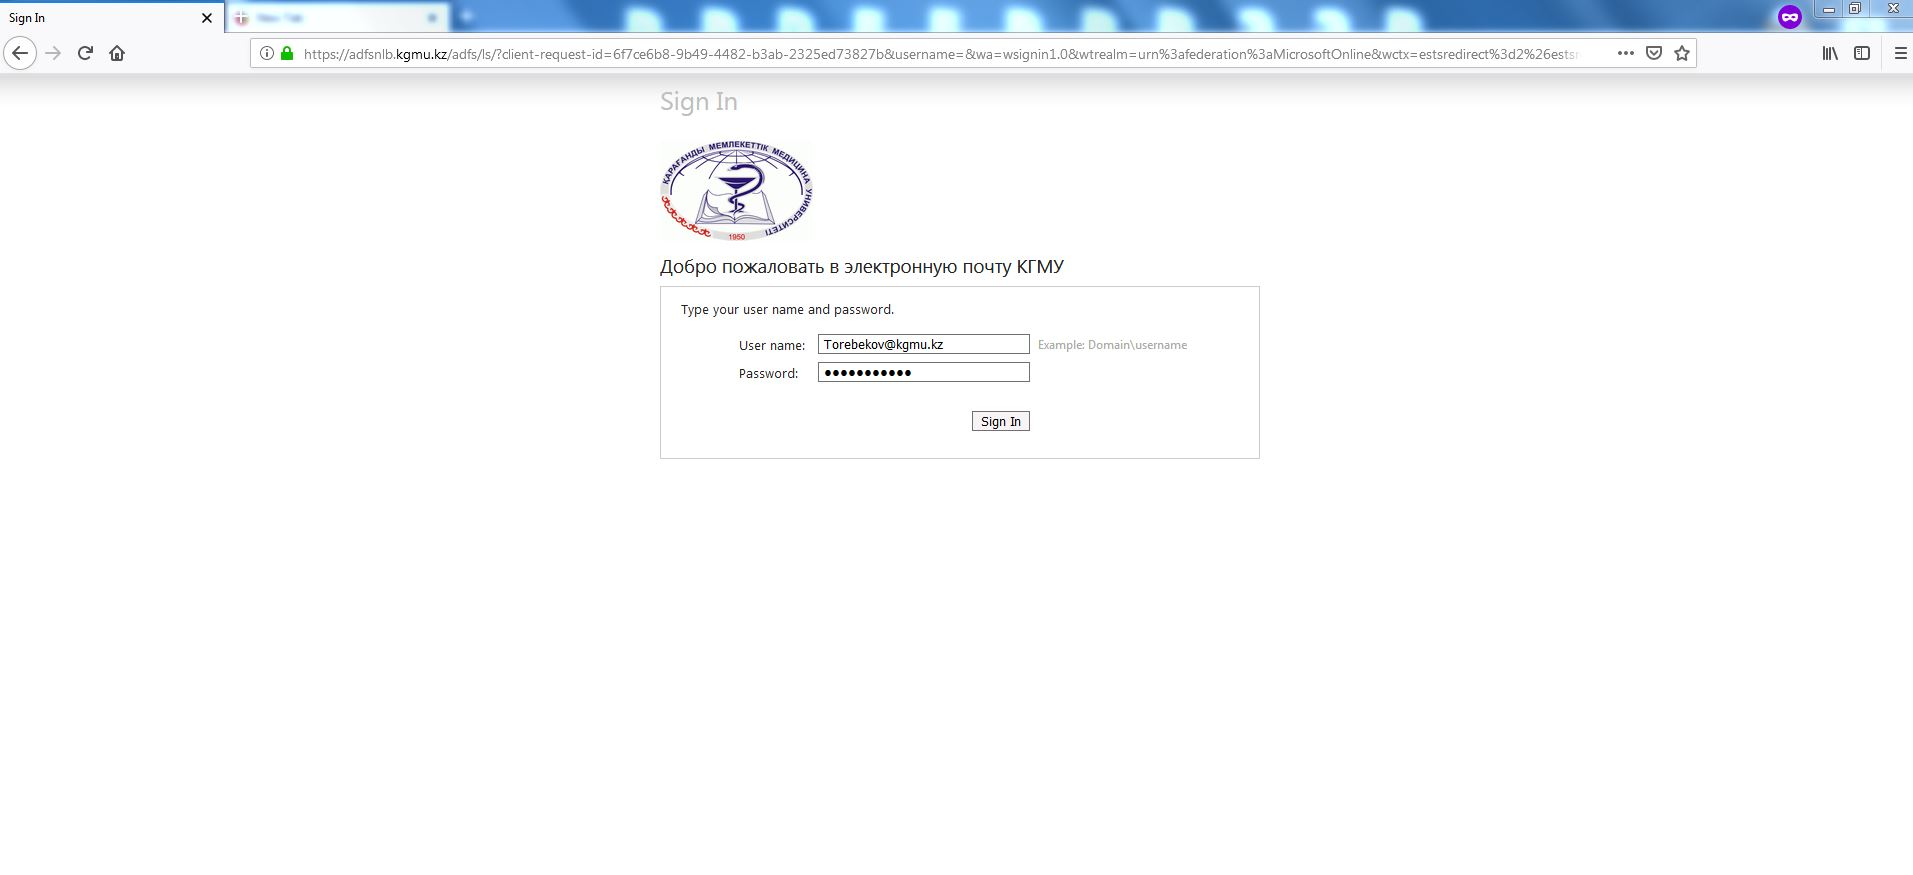 Sign In
New Tab
https://adfsnlb.kgmu.kz/adfs/ls/?client-request-id=6f7ce6b8-9b49-4482-b3ab-2325ed73827b&username=&wa=wsignin1.0&wtrealm=urn%3afederation%3aMicrosoftOnline&wctx=estsredirect%3d2%26ests
Sign In
ҚАРАҒАНДЫ МЕМЛЕКЕТТІК МЕДИЦИНА УНИВЕРСИТЕТІ
1950
Добро пожаловать в электронную почту КГМУ
Type your user name and password.
User name: Torebekov@kgmu.kz Example: Domain\username
Password: ●●●●●●●●●●●
Sign In